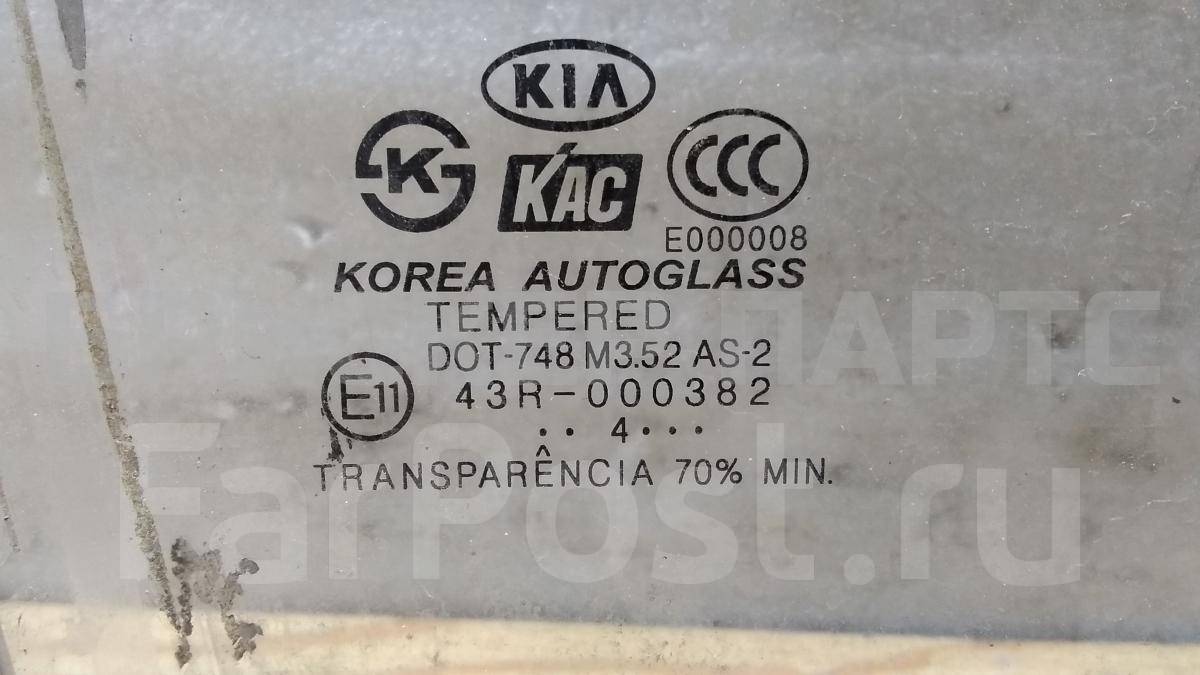 KIA
K
KAC
CCC
E000008
KOREA AUTOGLASS
TEMPERED
DOT-748 M3.52 AS-2
E11
43R-000382
.. 4...
TRANSPARÊNCIA 70% MIN.
ПАРТС
FarPost.ru